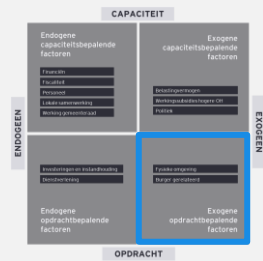 CAPACITEIT
Endogene
capaciteitsbepalende
factoren
Financiën
Fiscaliteit
Personeel
Lokale samenwerking
Werking gemeenteraad
Exogene
capaciteitsbepalende
factoren
Belastingvermogen
Werkingssubsidies hogere OH
Politiek
ENDOGEEN
EXOGEEN
Investeringen en instandhouding
Dienstverlening
Endogene
opdrachtbepalende
factoren
Fysieke omgeving
Burger gerelateerd
Exogene
opdrachtbepalende
factoren
OPDRACHT